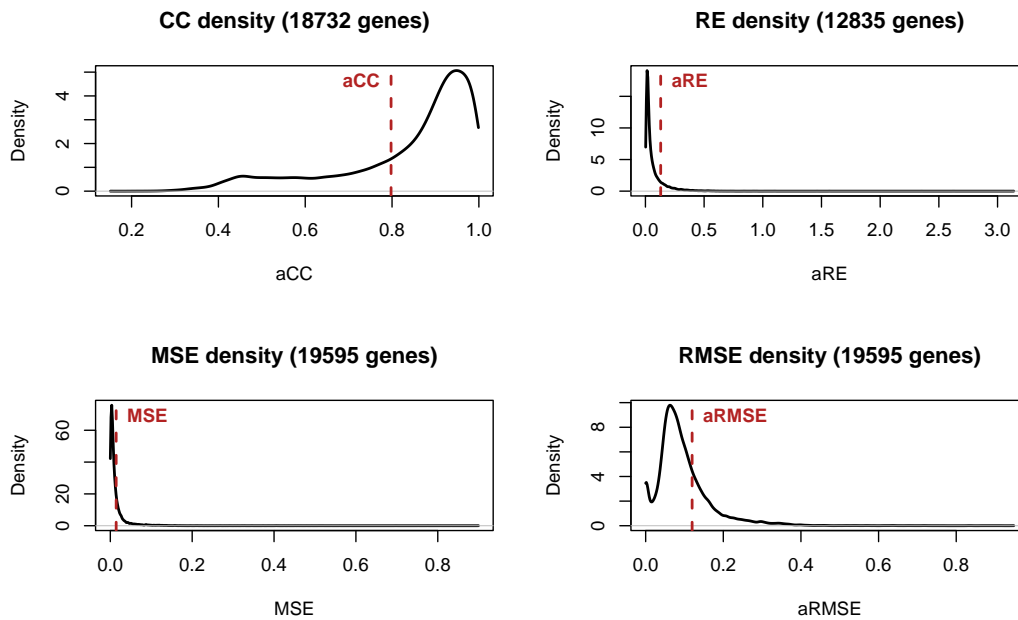 CC density (18732 genes)
Density
0
2
4
aCC
0.2
0.4
0.6
0.8
1.0
aCC
RE density (12835 genes)
Density
0
5
10
aRE
0.0
0.5
1.0
1.5
2.0
2.5
3.0
aRE
MSE density (19595 genes)
Density
0
20
60
MSE
0.0
0.2
0.4
0.6
0.8
MSE
RMSE density (19595 genes)
Density
0
4
8
aRMSE
0.0
0.2
0.4
0.6
0.8
aRMSE